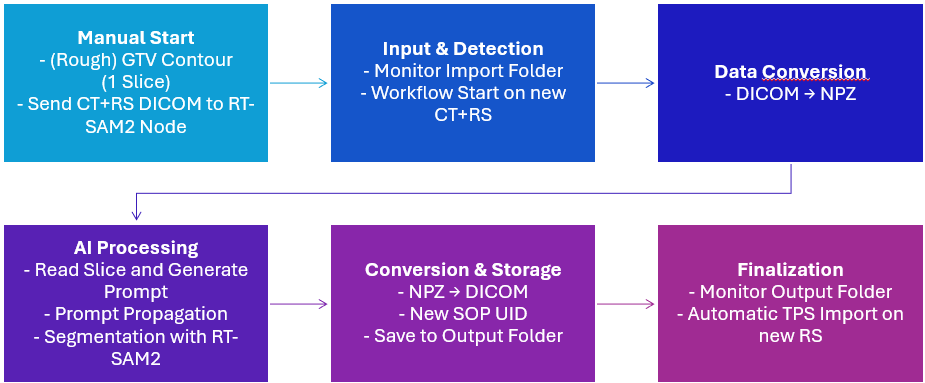 Manual Start
- (Rough) GTV Contour
(1 Slice)
- Send CT+RS DICOM to RT-
SAM2 Node
Input & Detection
- Monitor Import Folder
- Workflow Start on new
CT+RS
Data Conversion
- DICOM → NPZ
AI Processing
- Read Slice and Generate
Prompt
- Prompt Propagation
- Segmentation with RT-
SAM2
Conversion & Storage
- NPZ → DICOM
- New SOP UID
- Save to Output Folder
Finalization
- Monitor Output Folder
- Automatic TPS Import on
new RS